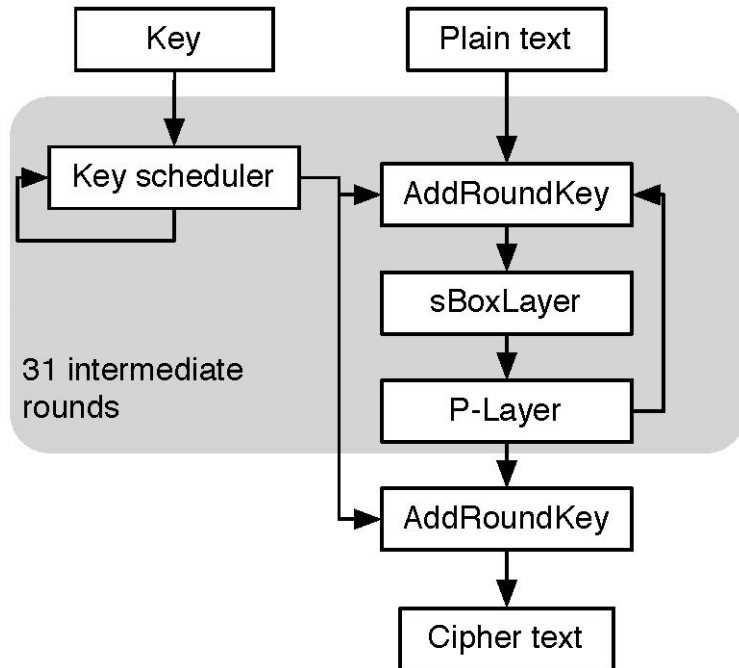 Key
Plain text
Key scheduler
AddRoundKey
sBoxLayer
31 intermediate
rounds
P-Layer
AddRoundKey
Cipher text